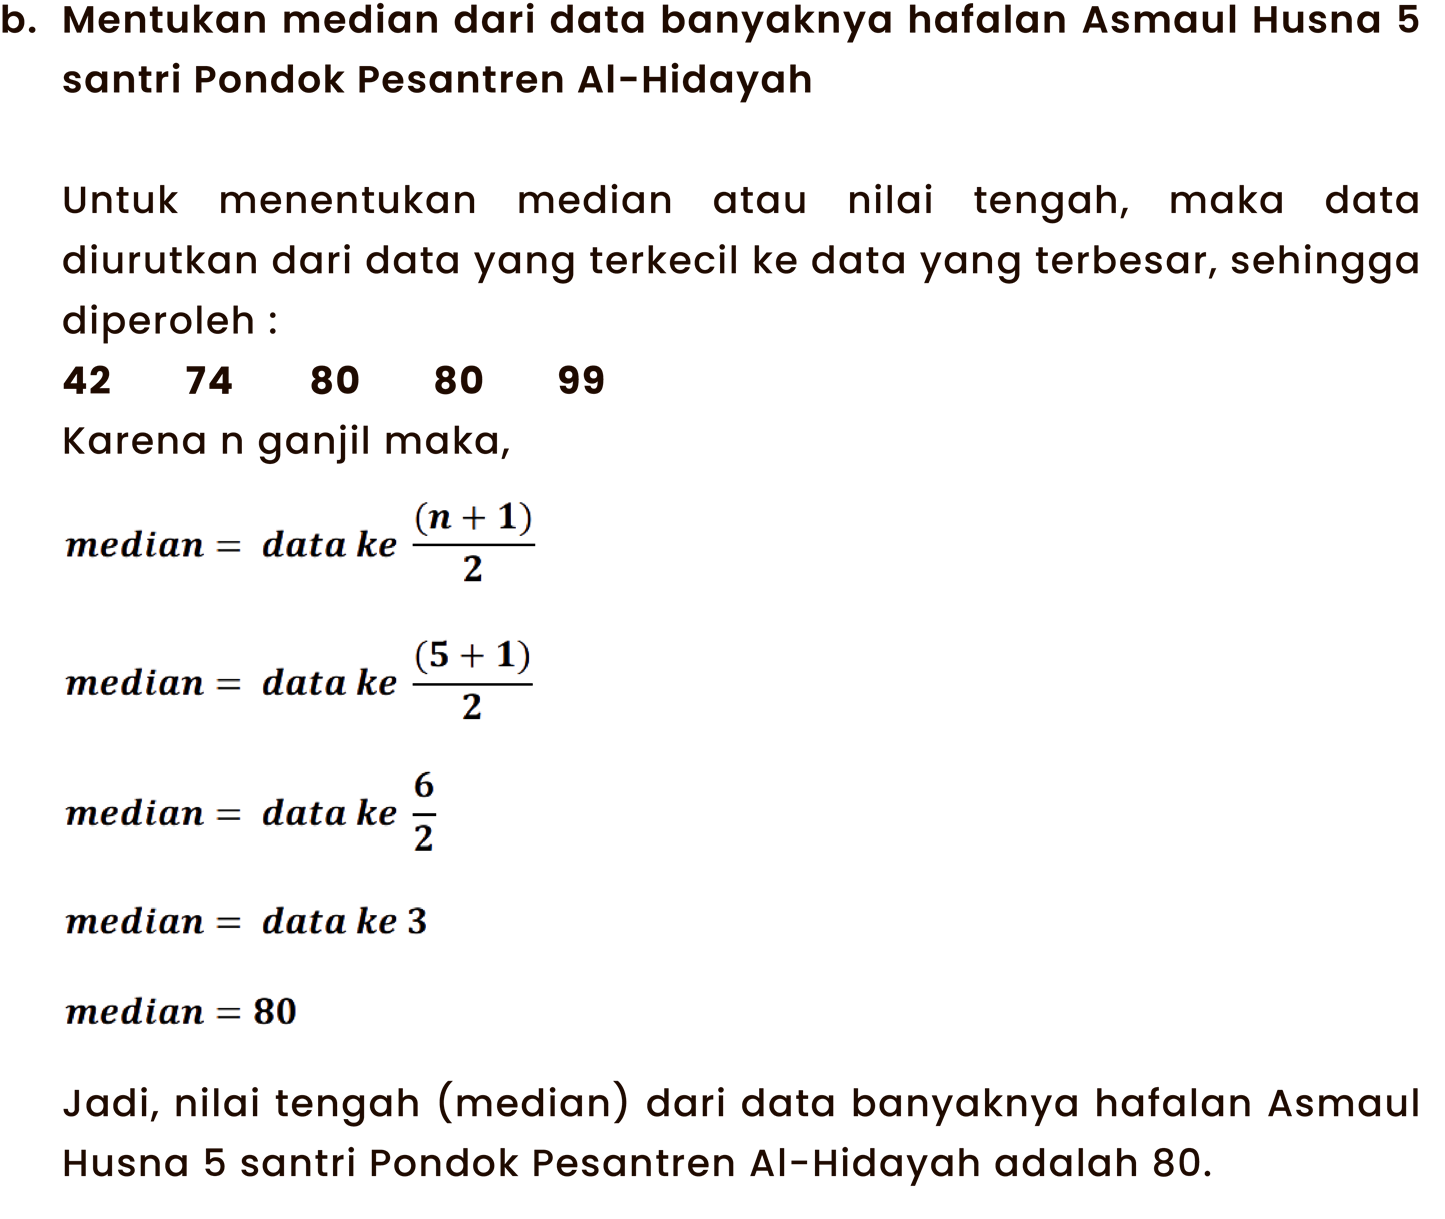 b. Mentukan median dari data banyaknya hafalan Asmaul Husna 5
santri Pondok Pesantren Al-Hidayah
Untuk menentukan median atau nilai tengah, maka data
diurutkan dari data yang terkecil ke data yang terbesar, sehingga
diperoleh :
42 74 80 80 99
Karena n ganjil maka,
median = data ke (n + 1)/2
median = data ke (5 + 1)/2
median = data ke 6/2
median = data ke 3
median = 80
Jadi, nilai tengah (median) dari data banyaknya hafalan Asmaul
Husna 5 santri Pondok Pesantren Al-Hidayah adalah 80.